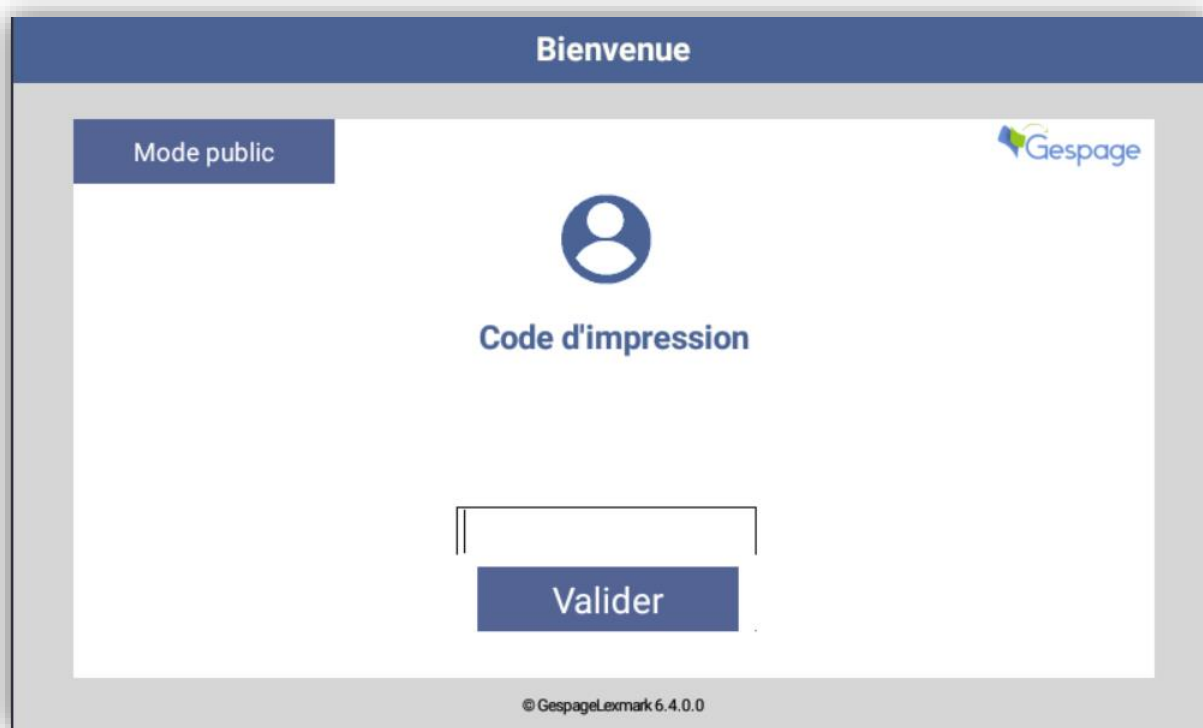 Bienvenue
Mode public
Gespage
Code d'impression
Valider
© GespageLexmark 6.4.0.0